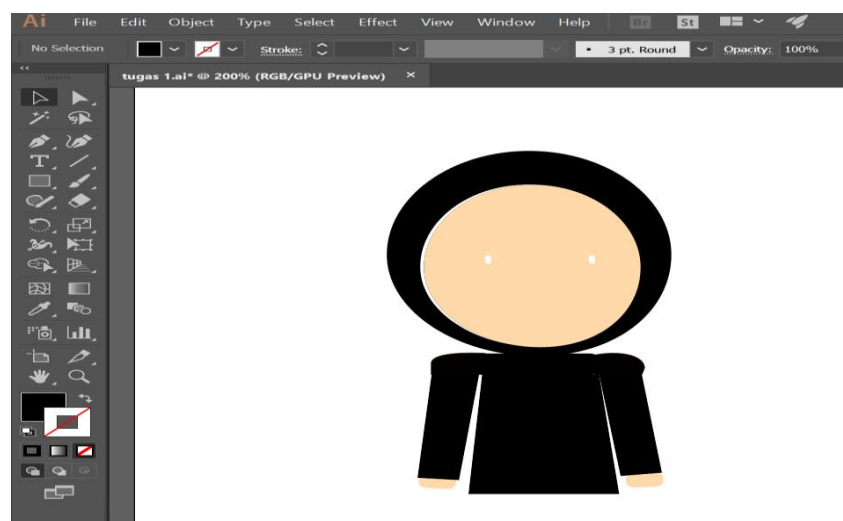 Ai File Edit Object Type Select Effect View Window Help Br St
No Selection Stroke: 3 pt. Round Opacity: 100%
tugas 1.ai* @ 200% (RGB/GPU Preview) ×